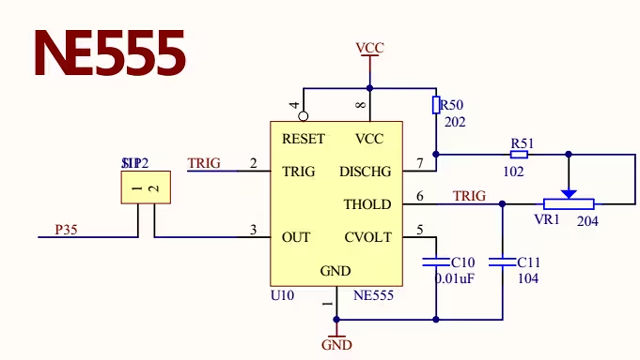 NE555
VCC
4
8
R50
202
RESET
VCC
R51
TRIG
2
TRIG
DISCHG
7
102
1
2
THOLD
6
TRIG
VR1
204
P35
3
OUT
CVOLT
5
C10
0.01uF
C11
104
GND
U10
NE555
1
GND